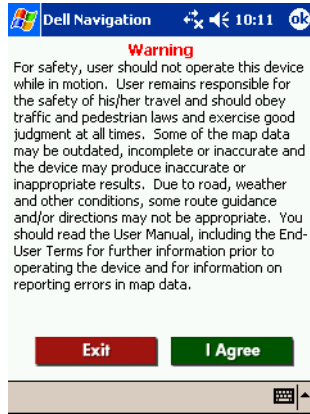 Dell Navigation 10:11 ok
Warning
For safety, user should not operate this device
while in motion. User remains responsible for
the safety of his/her travel and should obey
traffic and pedestrian laws and exercise good
judgment at all times. Some of the map data
may be outdated, incomplete or inaccurate and
the device may produce inaccurate or
inappropriate results. Due to road, weather
and other conditions, some route guidance
and/or directions may not be appropriate. You
should read the User Manual, including the End-
User Terms for further information prior to
operating the device and for information on
reporting errors in map data.
Exit I Agree